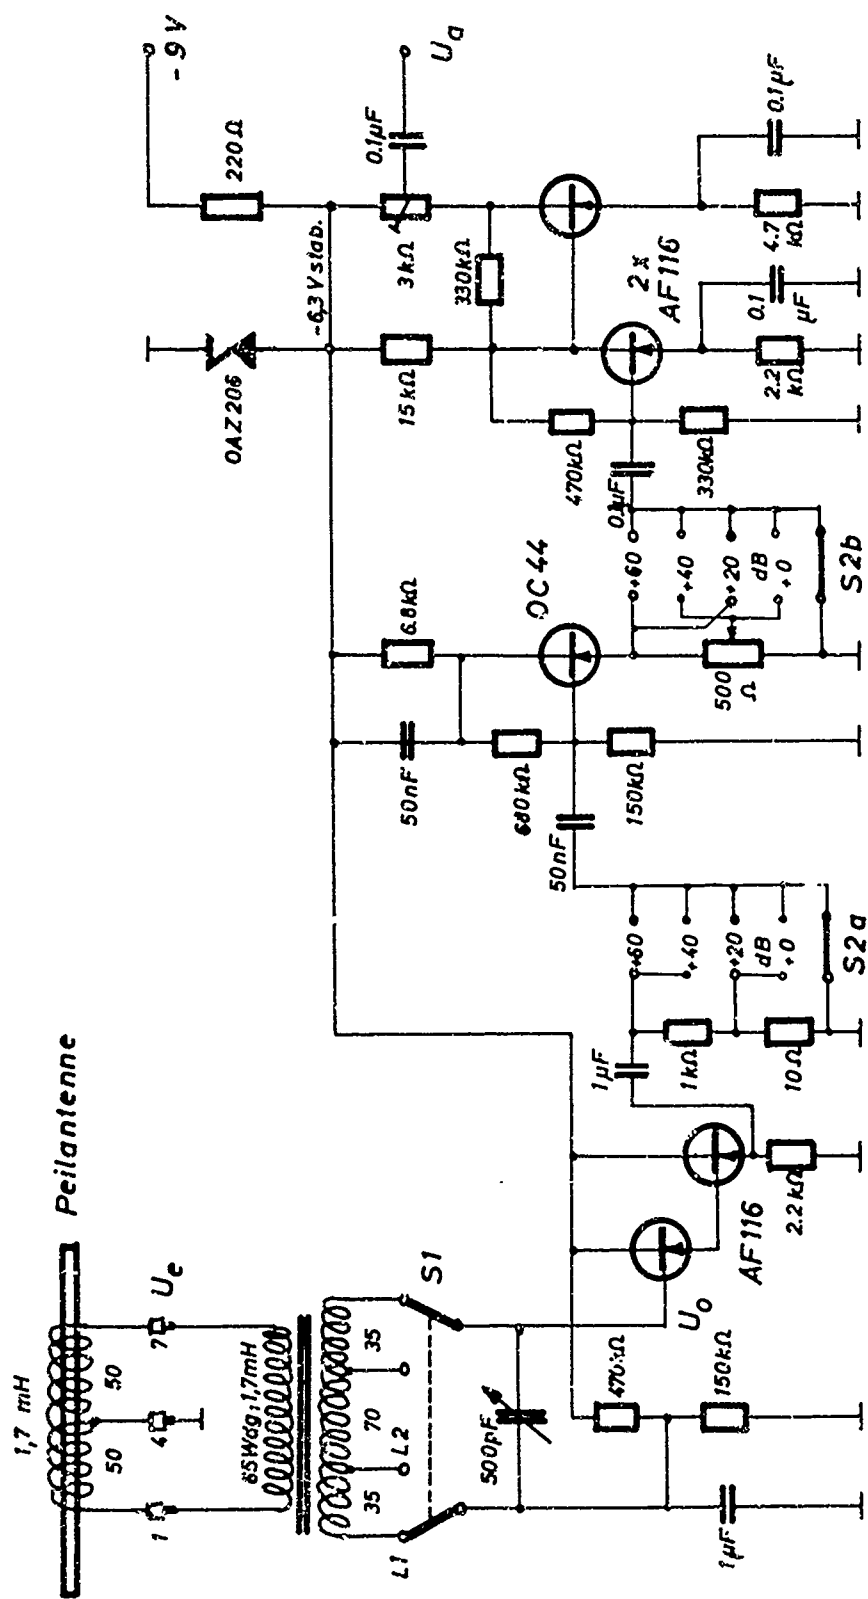 Peilantenne
1,7 mH
50
50
1
4
7
Ue
85Wdg; 1,7mH
35
70
35
L1
L2
S1
500pF
Uo
470kΩ
150kΩ
1µF
AF116
2.2kΩ
1µF
1kΩ
10Ω
+60
+40
+20
dB
+0
S2a
50nF
50nF
680kΩ
150kΩ
6.8kΩ
OC44
500
Ω
+60
+40
+20
dB
+0
S2b
0.1µF
470kΩ
330kΩ
OAZ206
15kΩ
-6,3 V stab.
330kΩ
3kΩ
2 x
AF116
2.2
kΩ
0.1
µF
4.7
kΩ
0.1µF
220Ω
0.1µF
-9V
Ua